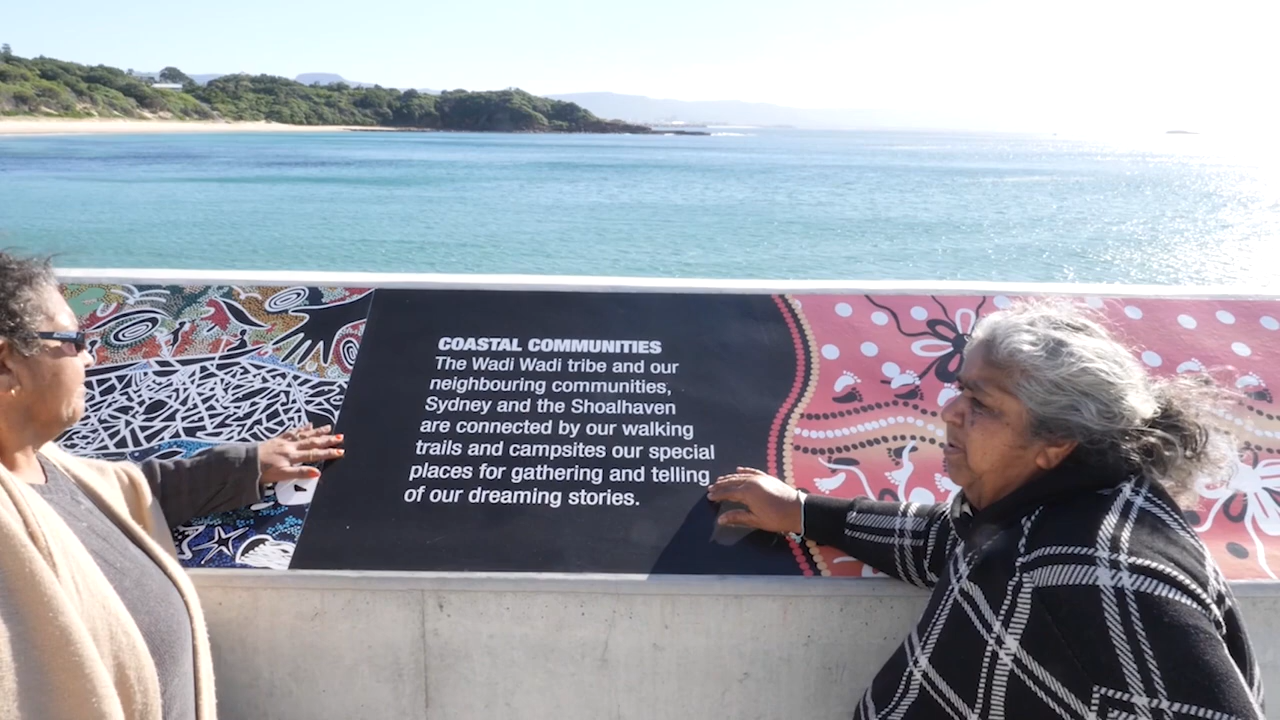 COASTAL COMMUNITIES
The Wadi Wadi tribe and our
neighbouring communities,
Sydney and the Shoalhaven
are connected by our walking
trails and campsites our special
places for gathering and telling
of our dreaming stories.